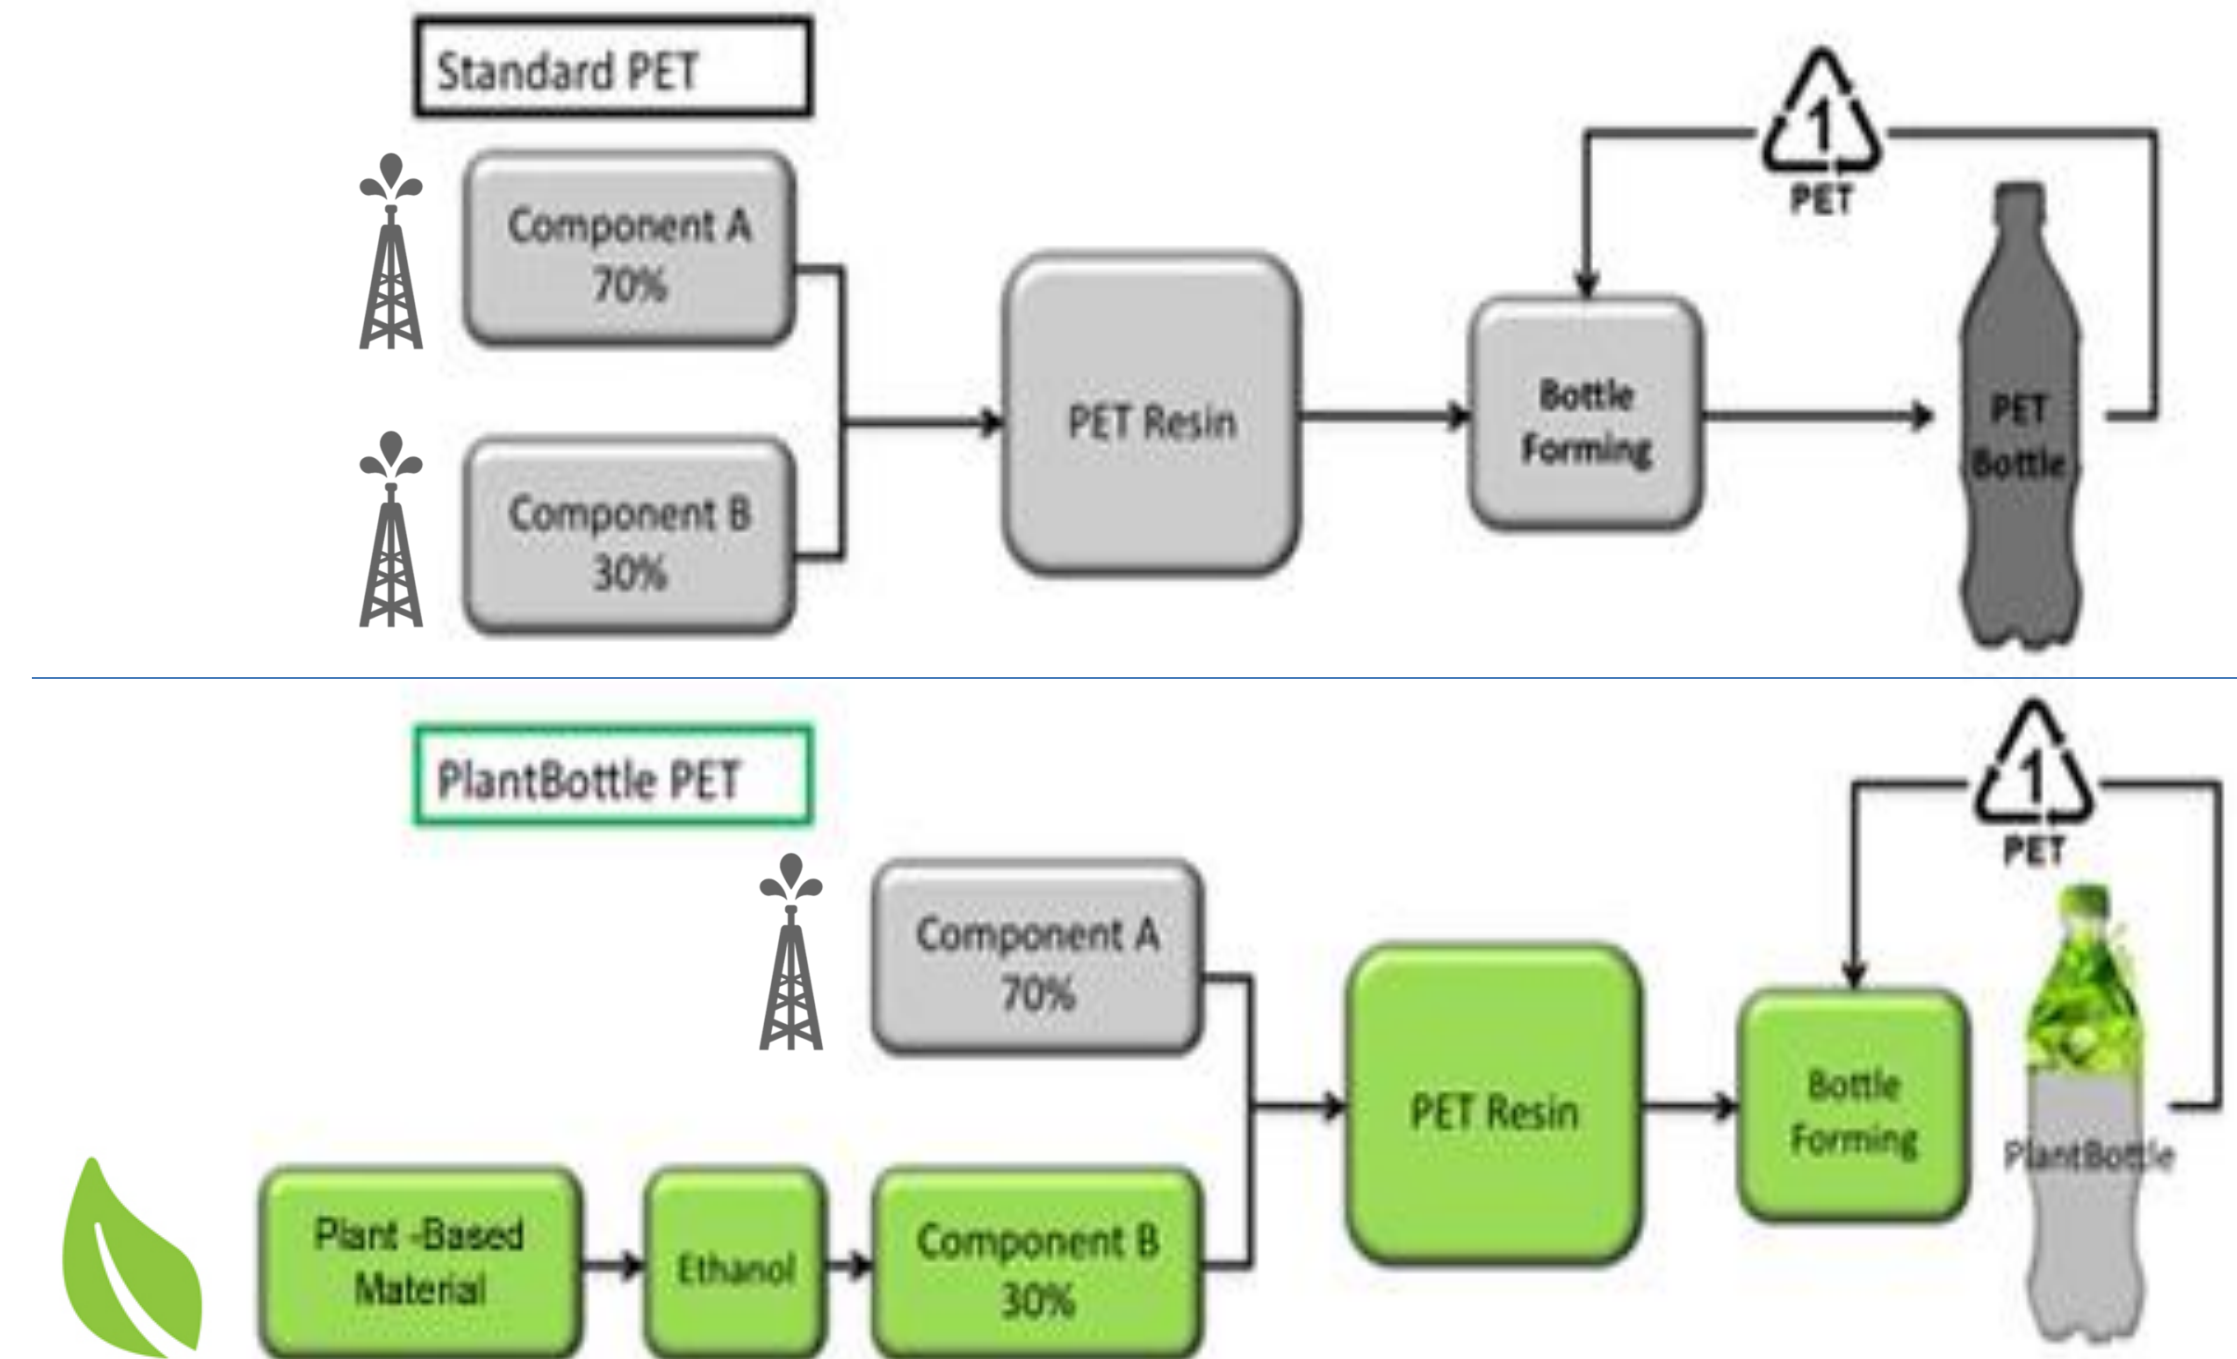 Standard PET
Component A
70%
Component B
30%
PET Resin
Bottle
Forming
1
PET
PET
Bottle
PlantBottle PET
Component A
70%
Plant -Based
Material
Ethanol
Component B
30%
PET Resin
Bottle
Forming
1
PET
PlantBottle